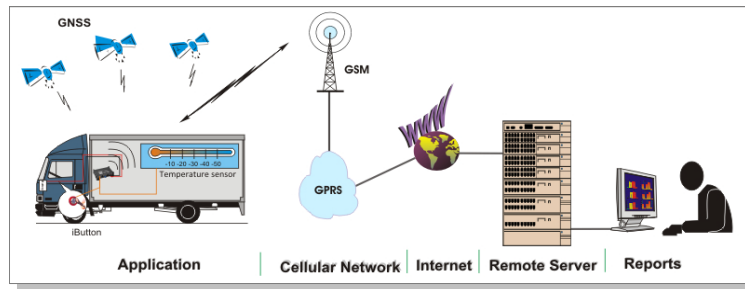 GNSS
GSM
WWW
-10 -20 -30 -40 -50
Temperature sensor
GPRS
iButton
Application
Cellular Network
Internet
Remote Server
Reports